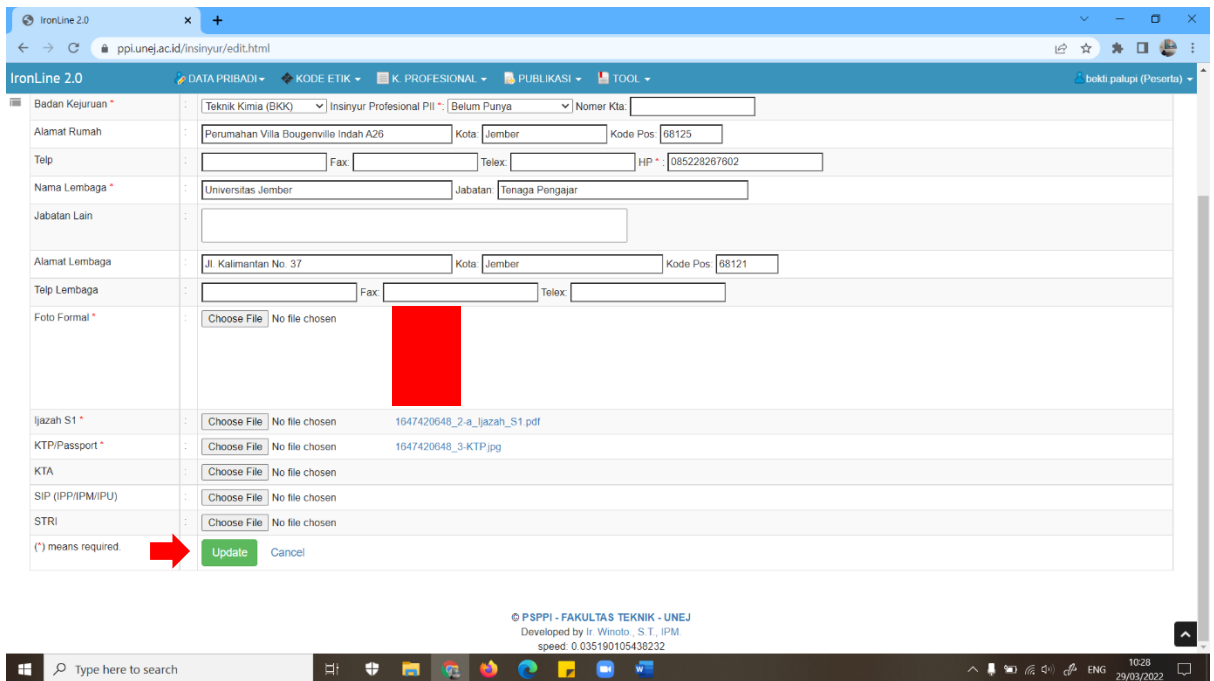 IronLine 2.0
ppi.unej.ac.id/insinyur/edit.html
IronLine 2.0 DATA PRIBADI KODE ETIK K. PROFESIONAL PUBLIKASI TOOL bekti palupi (Peserta)
Badan Kejuruan * : Teknik Kimia (BKK) Insinyur Profesional PII *: Belum Punya Nomer Kta:
Alamat Rumah : Perumahan Villa Bougenville Indah A26 Kota: Jember Kode Pos: 68125
Telp : Fax: Telex: HP * : 085228267602
Nama Lembaga * : Universitas Jember Jabatan: Tenaga Pengajar
Jabatan Lain :
Alamat Lembaga : Jl. Kalimantan No. 37 Kota: Jember Kode Pos: 68121
Telp Lembaga : Fax: Telex:
Foto Formal * : Choose File No file chosen
Ijazah S1 * : Choose File No file chosen 1647420648_2-a_Ijazah_S1.pdf
KTP/Passport * : Choose File No file chosen 1647420648_3-KTP.jpg
KTA : Choose File No file chosen
SIP (IPP/IPM/IPU) : Choose File No file chosen
STRI : Choose File No file chosen
(*) means required. : Update Cancel
© PSPPI - FAKULTAS TEKNIK - UNEJ
Developed by Ir. Winoto., S.T., IPM.
speed: 0.035190105438232
Type here to search ENG 10:28
29/03/2022